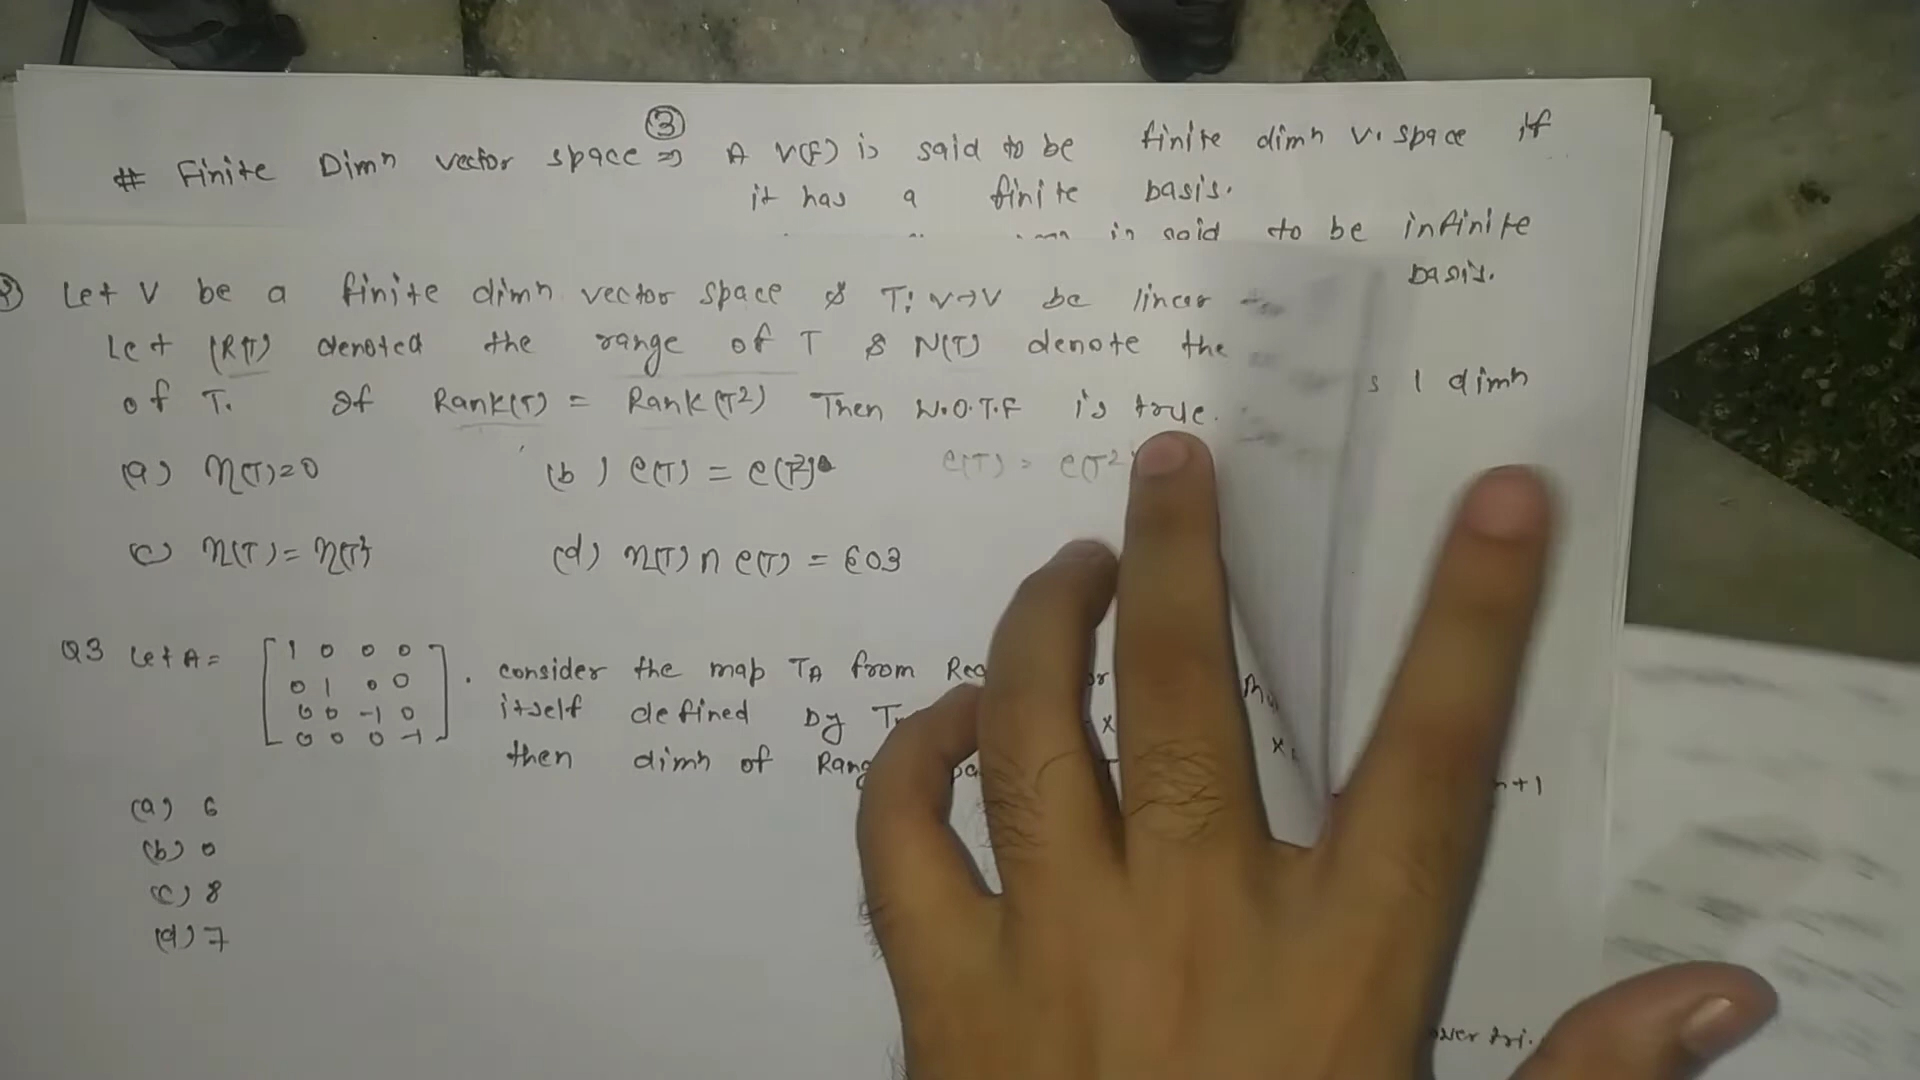 ③
# Finite Dimn vector space ⇒ A V(F) is said to be finite dimn v. space if
it has a finite basis.
is said to be infinite
basis.
Let V be a finite dimn vector space & T: V→V be linear
Let (R(T) denoted the range of T & N(T) denote the
of T. If Rank(T) = Rank(T²) Then W.O.T.F is true.
s 1 dimn
(a) η(T)=0
(b) e(T) = e(T²)
e(T) = e(T²
(c) η(T) = η(T²)
(d) η(T) ∩ e(T) = {0}
Q3 Let A = [1 0 0 0
0 1 0 0
0 0 -1 0
0 0 0 -1] . consider the map TA from
itself defined by
then dimn of
n+1
(a) 6
(b) 0
(c) 8
(d) 7